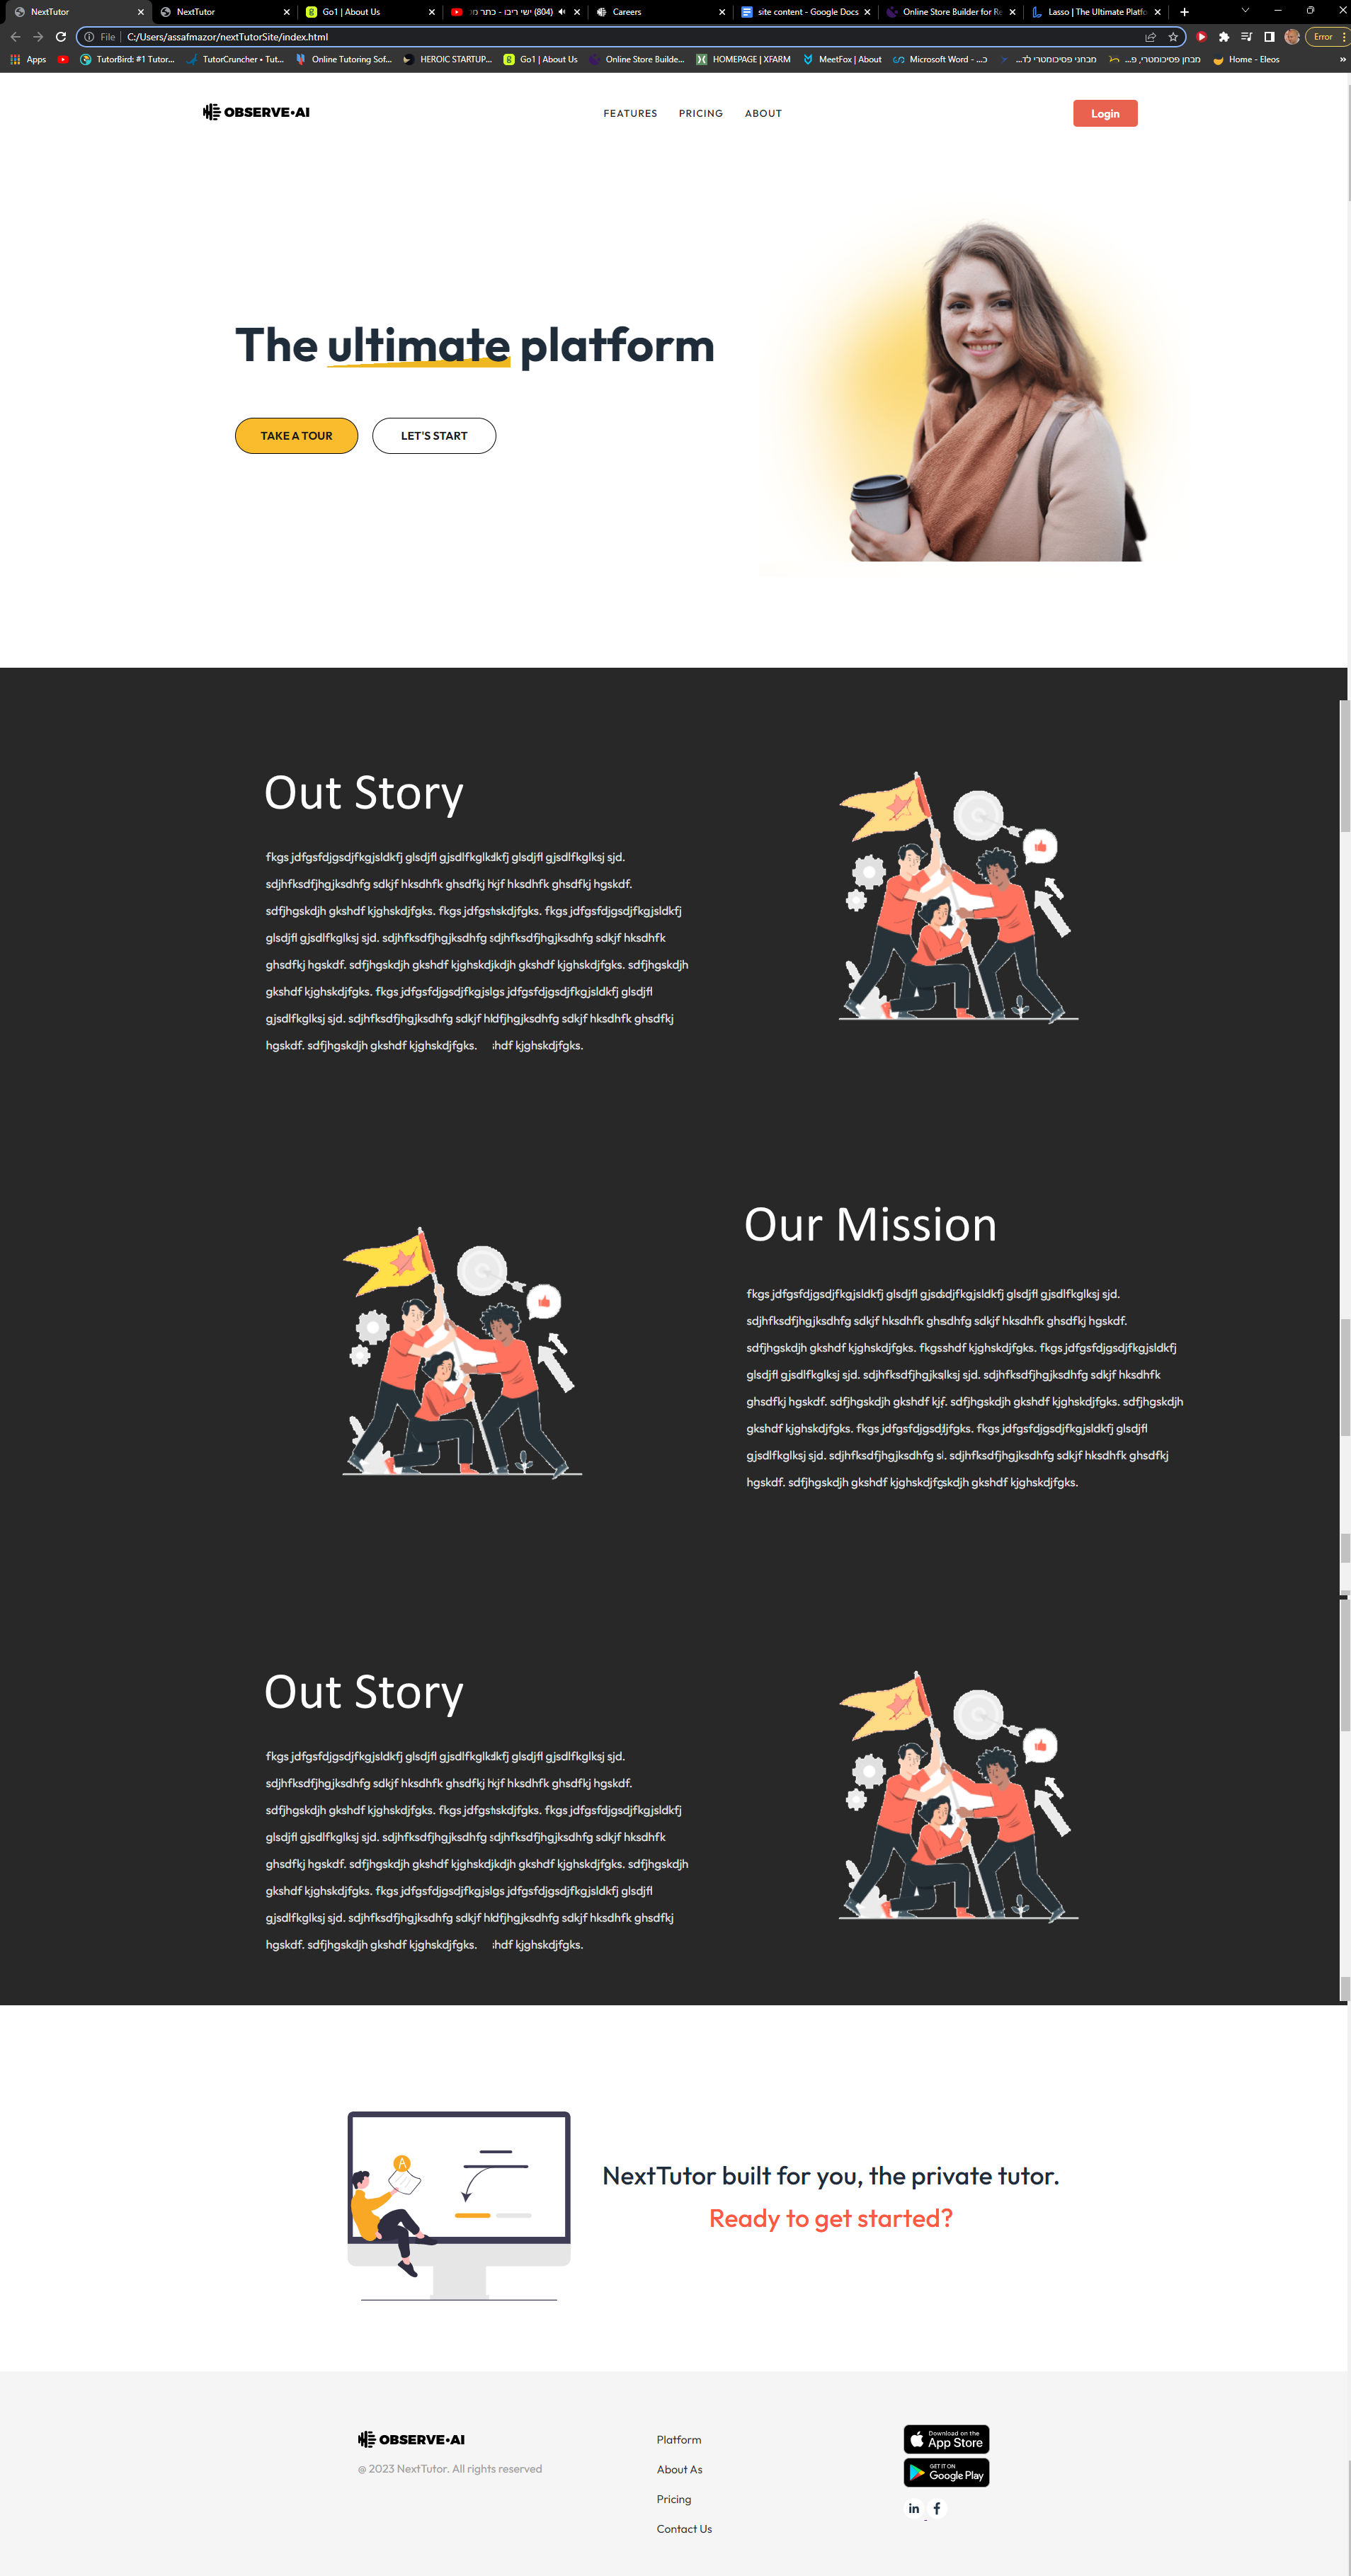 NextTutor
NextTutor
Go1 | About Us
(804) ישי ריבו - כתר מ
Careers
site content - Google Docs
Online Store Builder for Re
Lasso | The Ultimate Platfo
File
C:/Users/assafmazor/nextTutorSite/index.html
Error
Apps
TutorBird: #1 Tutor...
TutorCruncher • Tut...
Online Tutoring Sof...
HEROIC STARTUP...
Go1 | About Us
Online Store Builde...
HOMEPAGE | XFARM
MeetFox | About
Microsoft Word - כ...
מבחני פסיכומטרי לד...
מבחן פסיכומטרי, פ...
Home - Eleos
OBSERVE•AI
FEATURES
PRICING
ABOUT
Login
The ultimate platform
TAKE A TOUR
LET'S START
Out Story
fkgs jdfgsfdjgsdjfkgjsldkfj glsdjfl gjsdlfkglkdkfj glsdjfl gjsdlfkglksj sjd.
sdjhfksdfjhgjksdhfg sdkjf hksdhfk ghsdfkj hkjf hksdhfk ghsdfkj hgskdf.
sdfjhgskdjh gkshdf kjghskdjfgks. fkgs jdfgsthskdjfgks. fkgs jdfgsfdjgsdjfkgjsldkfj
glsdjfl gjsdlfkglksj sjd. sdjhfksdfjhgjksdhfg sdjhfksdfjhgjksdhfg sdkjf hksdhfk
ghsdfkj hgskdf. sdfjhgskdjh gkshdf kjghskdjkdjh gkshdf kjghskdjfgks. sdfjhgskdjh
gkshdf kjghskdjfgks. fkgs jdfgsfdjgsdjfkgjslgs jdfgsfdjgsdjfkgjsldkfj glsdjfl
gjsdlfkglksj sjd. sdjhfksdfjhgjksdhfg sdkjf hldfjhgjksdhfg sdkjf hksdhfk ghsdfkj
hgskdf. sdfjhgskdjh gkshdf kjghskdjfgks. shdf kjghskdjfgks.
Our Mission
fkgs jdfgsfdjgsdjfkgjsldkfj glsdjfl gjsdsdjfkgjsldkfj glsdjfl gjsdlfkglksj sjd.
sdjhfksdfjhgjksdhfg sdkjf hksdhfk ghssdhfg sdkjf hksdhfk ghsdfkj hgskdf.
sdfjhgskdjh gkshdf kjghskdjfgks. fkgsshdf kjghskdjfgks. fkgs jdfgsfdjgsdjfkgjsldkfj
glsdjfl gjsdlfkglksj sjd. sdjhfksdfjhgjkslksj sjd. sdjhfksdfjhgjksdhfg sdkjf hksdhfk
ghsdfkj hgskdf. sdfjhgskdjh gkshdf kjf. sdfjhgskdjh gkshdf kjghskdjfgks. sdfjhgskdjh
gkshdf kjghskdjfgks. fkgs jdfgsfdjgsdjfgks. fkgs jdfgsfdjgsdjfkgjsldkfj glsdjfl
gjsdlfkglksj sjd. sdjhfksdfjhgjksdhfg si. sdjhfksdfjhgjksdhfg sdkjf hksdhfk ghsdfkj
hgskdf. sdfjhgskdjh gkshdf kjghskdjfgskdjh gkshdf kjghskdjfgks.
Out Story
fkgs jdfgsfdjgsdjfkgjsldkfj glsdjfl gjsdlfkglkdkfj glsdjfl gjsdlfkglksj sjd.
sdjhfksdfjhgjksdhfg sdkjf hksdhfk ghsdfkj hkjf hksdhfk ghsdfkj hgskdf.
sdfjhgskdjh gkshdf kjghskdjfgks. fkgs jdfgsthskdjfgks. fkgs jdfgsfdjgsdjfkgjsldkfj
glsdjfl gjsdlfkglksj sjd. sdjhfksdfjhgjksdhfg sdjhfksdfjhgjksdhfg sdkjf hksdhfk
ghsdfkj hgskdf. sdfjhgskdjh gkshdf kjghskdjkdjh gkshdf kjghskdjfgks. sdfjhgskdjh
gkshdf kjghskdjfgks. fkgs jdfgsfdjgsdjfkgjslgs jdfgsfdjgsdjfkgjsldkfj glsdjfl
gjsdlfkglksj sjd. sdjhfksdfjhgjksdhfg sdkjf hldfjhgjksdhfg sdkjf hksdhfk ghsdfkj
hgskdf. sdfjhgskdjh gkshdf kjghskdjfgks. shdf kjghskdjfgks.
A
NextTutor built for you, the private tutor.
Ready to get started?
OBSERVE•AI
@ 2023 NextTutor. All rights reserved
Platform
About As
Pricing
Contact Us
Download on the
App Store
GET IT ON
Google Play
in
f